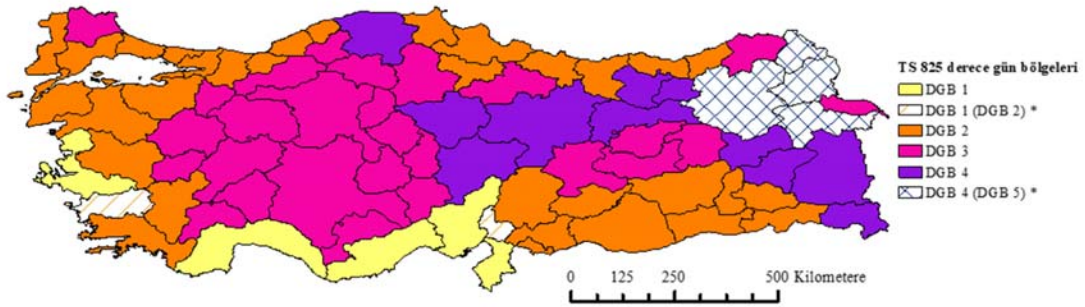 TS 825 derece gün bölgeleri
DGB 1
DGB 1 (DGB 2) *
DGB 2
DGB 3
DGB 4
DGB 4 (DGB 5) *
0 125 250 500 Kilometere